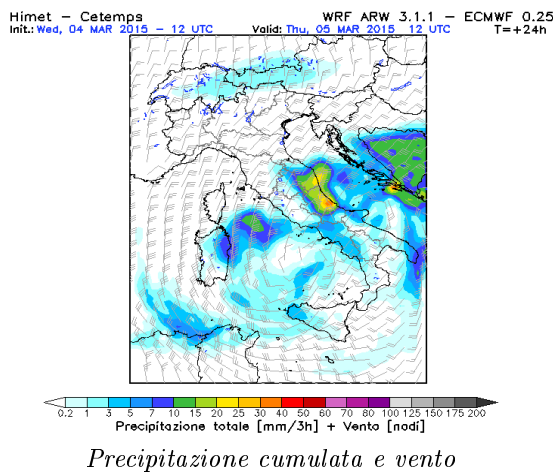 Himet – Cetemps WRF ARW 3.1.1 – ECMWF 0.25
Init.: Wed, 04 MAR 2015 – 12 UTC Valid: Thu, 05 MAR 2015 12 UTC T=+24h
0.2 1 3 5 7 10 15 20 25 30 40 50 60 70 80 100 125 150 175 200
Precipitazione totale [mm/3h] + Vento [nodi]
Precipitazione cumulata e vento